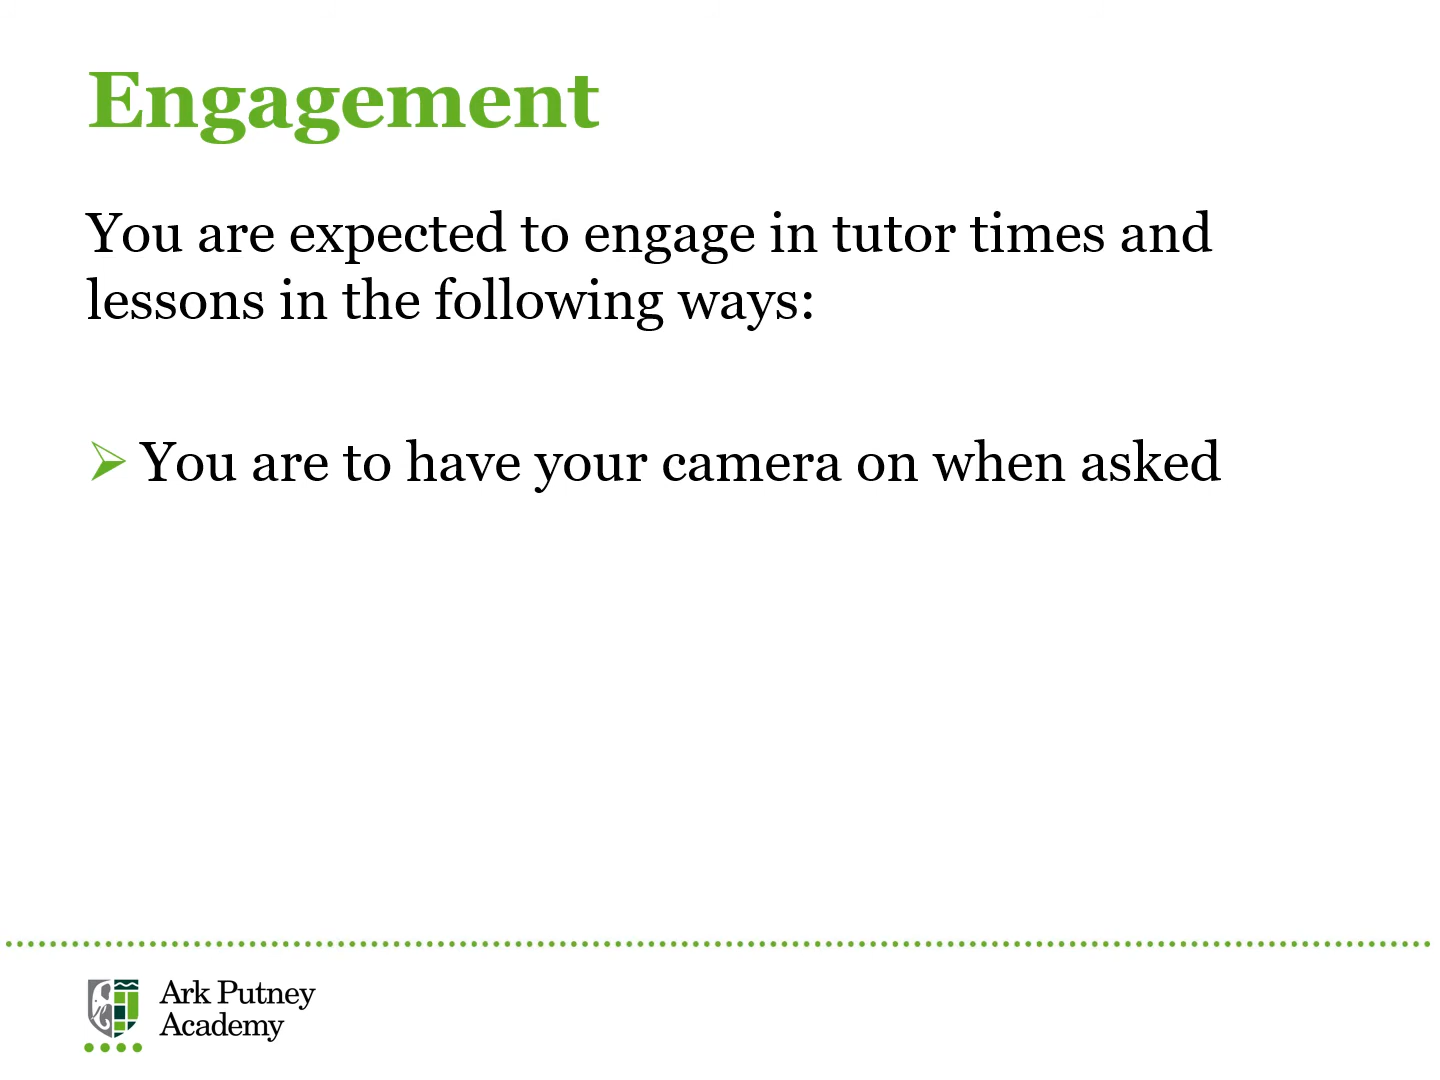 Engagement
You are expected to engage in tutor times and
lessons in the following ways:
You are to have your camera on when asked
Ark Putney
Academy